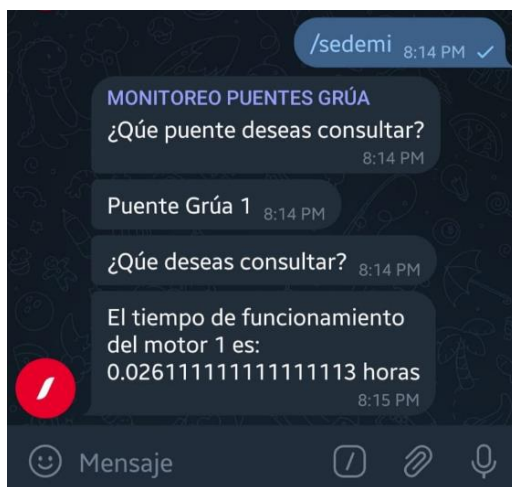 /sedemi 8:14 PM
MONITOREO PUENTES GRÚA
¿Qúe puente deseas consultar?
8:14 PM
Puente Grúa 1 8:14 PM
¿Qúe deseas consultar? 8:14 PM
El tiempo de funcionamiento
del motor 1 es:
0.026111111111111113 horas
8:15 PM
Mensaje